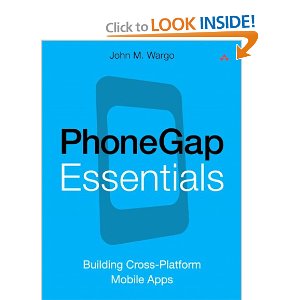 Click to LOOK INSIDE!
John M. Wargo
PhoneGap
Essentials
Building Cross-Platform
Mobile Apps